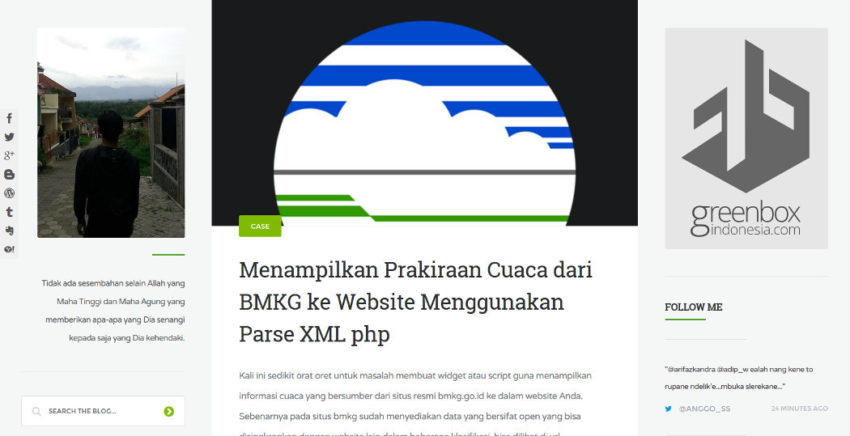 Tidak ada sesembahan selain Allah yang
Maha Tinggi dan Maha Agung yang
memberikan apa-apa yang Dia senangi
kepada saja yang Dia kehendaki.
SEARCH THE BLOG...
CASE
Menampilkan Prakiraan Cuaca dari
BMKG ke Website Menggunakan
Parse XML php
Kali ini sedikit orat oret untuk masalah membuat widget atau script guna menampilkan
informasi cuaca yang bersumber dari situs resmi bmkg.go.id ke dalam website Anda.
Sebenarnya pada situs bmkg sudah menyediakan data yang bersifat open yang bisa
greenbox
indonesia.com
FOLLOW ME
"@arifazkandra @adip_w ealah nang kene to
rupane ndelik'e...mbuka slerekane..."
@ANGGO_SS 24 MINUTES AGO